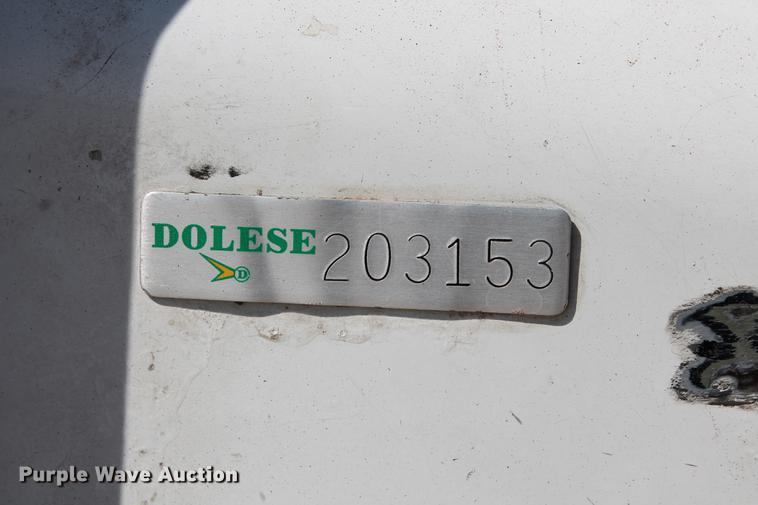 DOLESE 203153
D
Purple Wave Auction